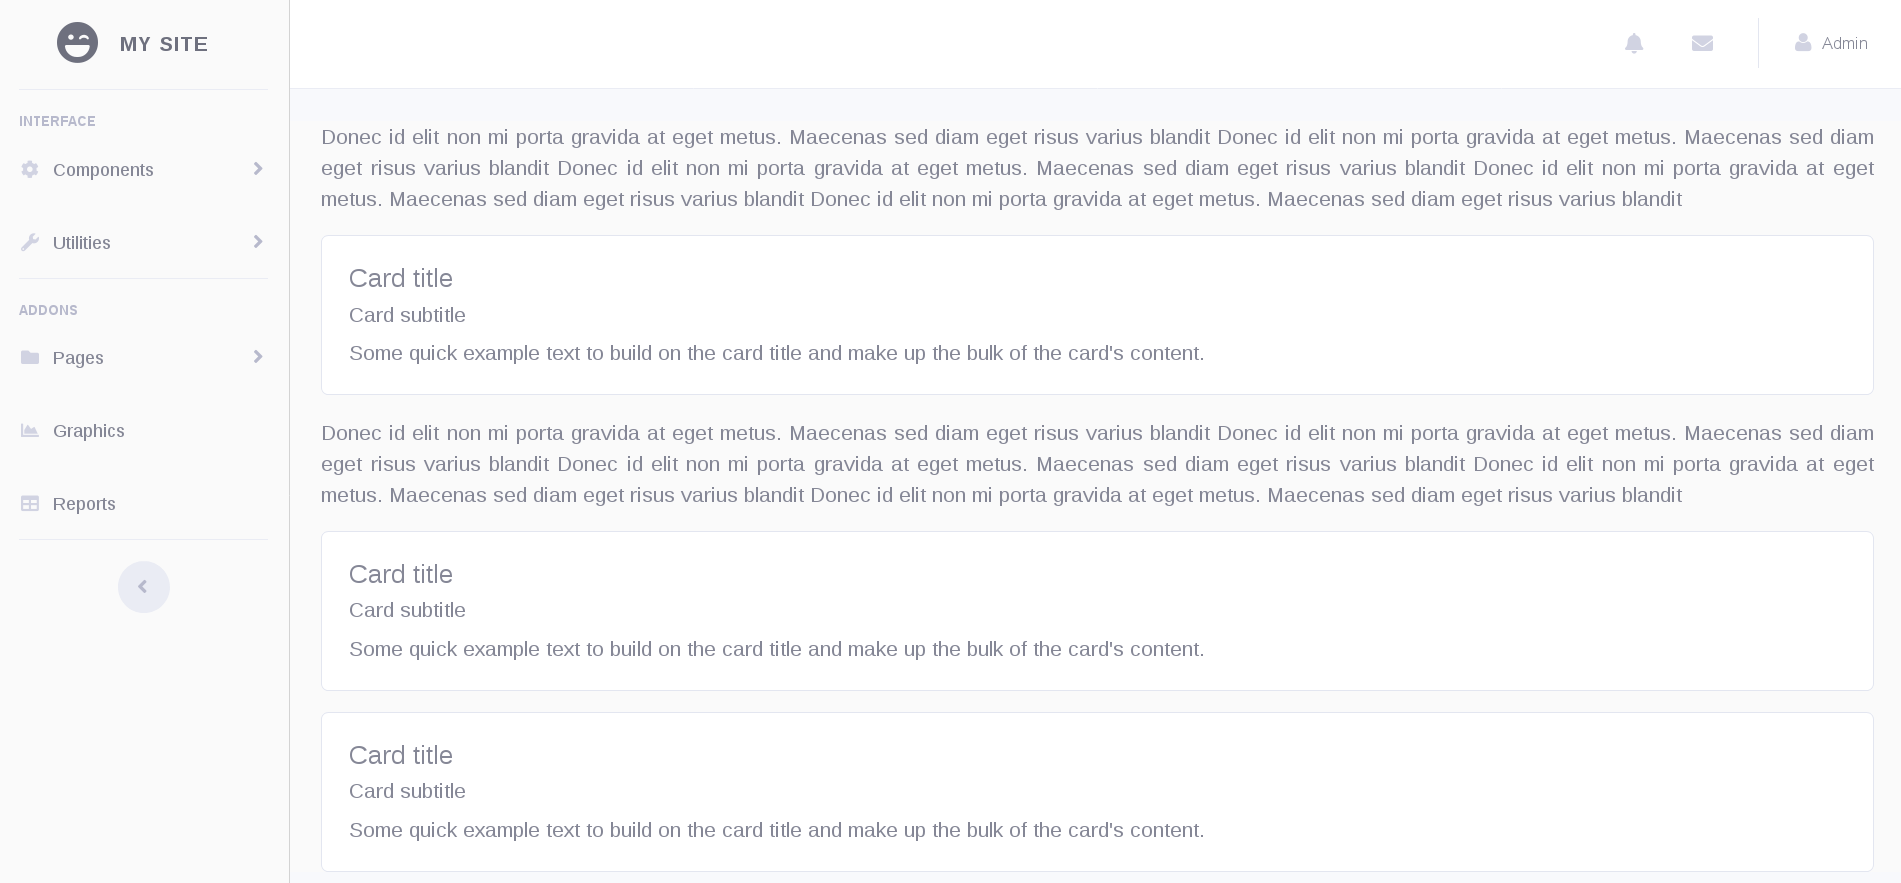 MY SITE
Admin
INTERFACE
Components
Utilities
ADDONS
Pages
Graphics
Reports
Donec id elit non mi porta gravida at eget metus. Maecenas sed diam eget risus varius blandit Donec id elit non mi porta gravida at eget metus. Maecenas sed diam
eget risus varius blandit Donec id elit non mi porta gravida at eget metus. Maecenas sed diam eget risus varius blandit Donec id elit non mi porta gravida at eget
metus. Maecenas sed diam eget risus varius blandit Donec id elit non mi porta gravida at eget metus. Maecenas sed diam eget risus varius blandit
Card title
Card subtitle
Some quick example text to build on the card title and make up the bulk of the card's content.
Donec id elit non mi porta gravida at eget metus. Maecenas sed diam eget risus varius blandit Donec id elit non mi porta gravida at eget metus. Maecenas sed diam
eget risus varius blandit Donec id elit non mi porta gravida at eget metus. Maecenas sed diam eget risus varius blandit Donec id elit non mi porta gravida at eget
metus. Maecenas sed diam eget risus varius blandit Donec id elit non mi porta gravida at eget metus. Maecenas sed diam eget risus varius blandit
Card title
Card subtitle
Some quick example text to build on the card title and make up the bulk of the card's content.
Card title
Card subtitle
Some quick example text to build on the card title and make up the bulk of the card's content.